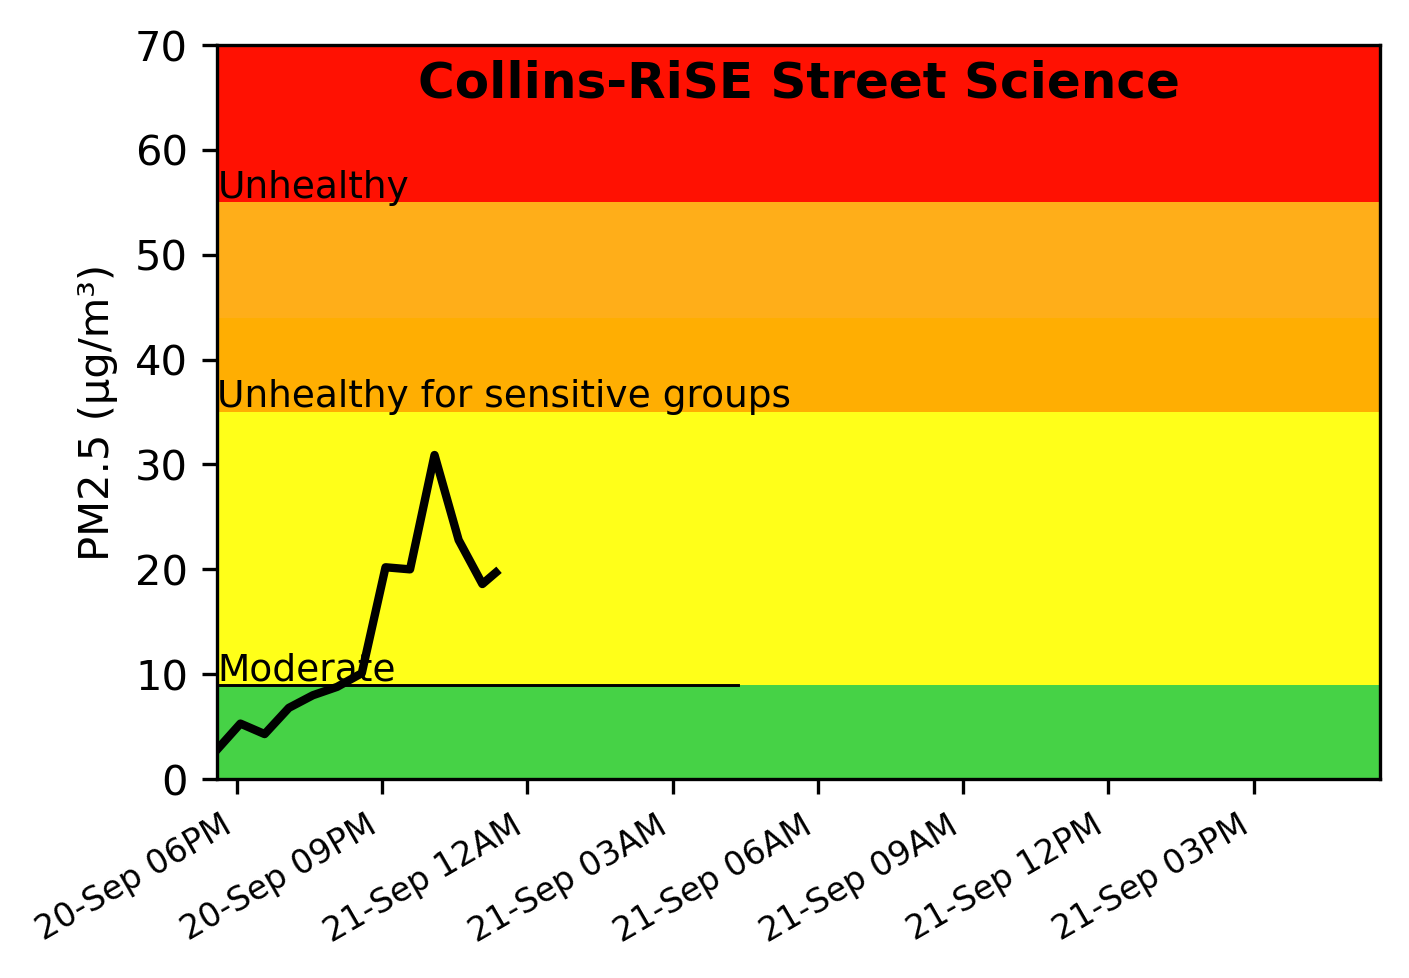 Collins-RiSE Street Science
70
60
Unhealthy
50
40
Unhealthy for sensitive groups
30
20
Moderate
10
0
PM2.5 (µg/m³)
20-Sep 06PM
20-Sep 09PM
21-Sep 12AM
21-Sep 03AM
21-Sep 06AM
21-Sep 09AM
21-Sep 12PM
21-Sep 03PM